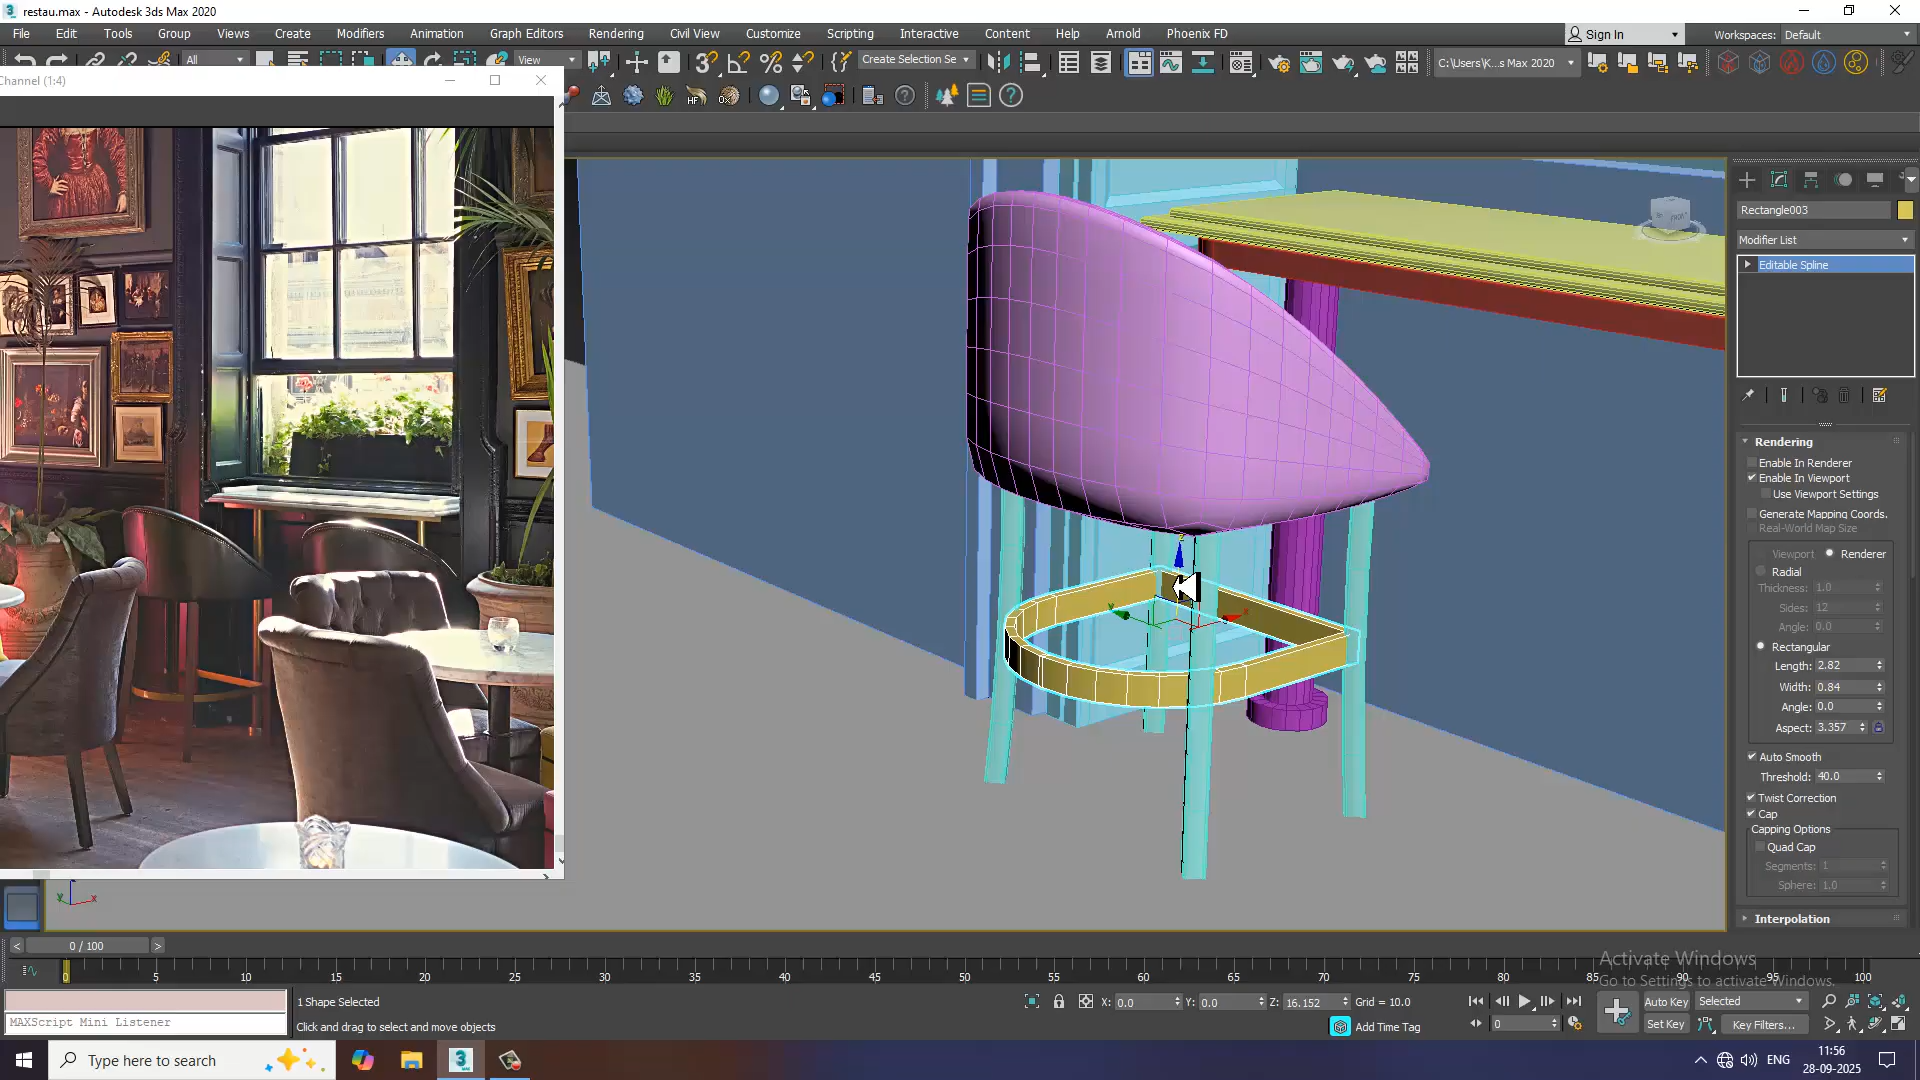 restau.max - Autodesk 3ds Max 2020
File Edit Tools Group Views Create Modifiers Animation Graph Editors Rendering Civil View Customize Scripting Interactive Content Help Arnold Phoenix FD
Sign In
Workspaces: Default
All
View
Create Selection Se
C:\Users\K...s Max 2020
Channel (1:4)
Rectangle003
Modifier List
Editable Spline
Rendering
Enable In Renderer
Enable In Viewport
Use Viewport Settings
Generate Mapping Coords.
Real-World Map Size
Viewport Renderer
Radial
Thickness: 1.0
Sides: 12
Angle: 0.0
Rectangular
Length: 2.82
Width: 0.84
Angle: 0.0
Aspect: 3.357
Auto Smooth
Threshold: 40.0
Twist Correction
Cap
Capping Options
Quad Cap
Segments: 1
Sphere: 1.0
Interpolation
0 / 100
0 5 10 15 20 25 30 35 40 45 50 55 60 65 70 75 80 85 90 95 100
Activate Windows
Go to Settings to activate Windows.
1 Shape Selected
X: 0.0 Y: 0.0 Z: 16.152 Grid = 10.0
Auto Key Selected
MAXScript Mini Listener
Click and drag to select and move objects
Add Time Tag
0
Set Key Key Filters...
Type here to search
ENG
11:56
28-09-2025